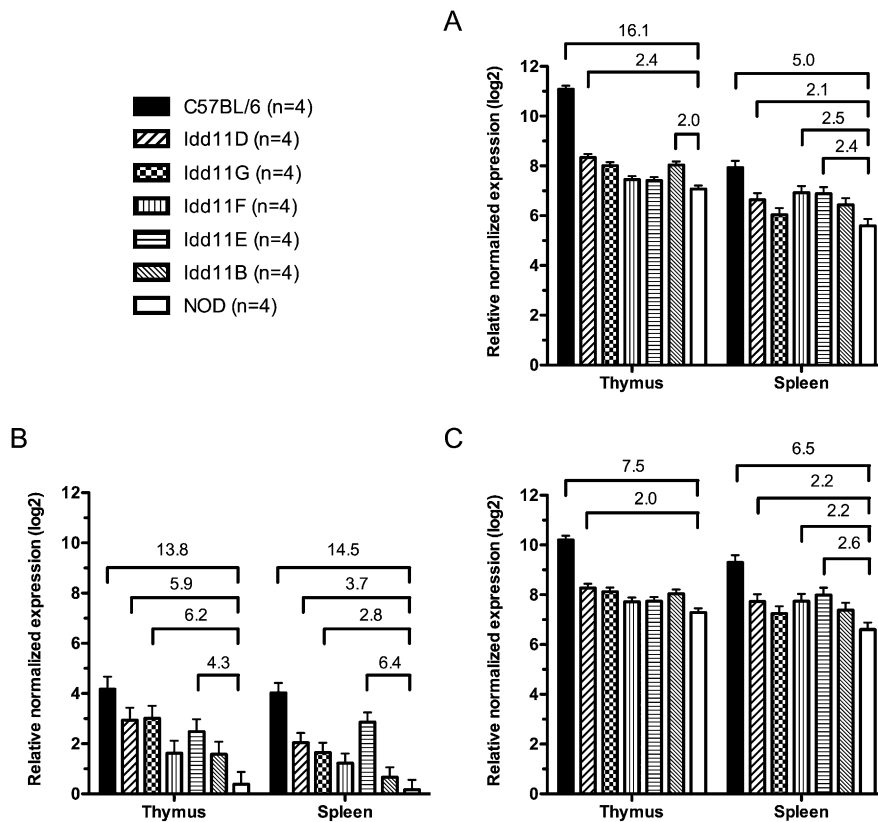 A
C57BL/6 (n=4)
Idd11D (n=4)
Idd11G (n=4)
Idd11F (n=4)
Idd11E (n=4)
Idd11B (n=4)
NOD (n=4)
Relative normalized expression (log2)
12
10
8
6
4
2
0
16.1
2.4
2.0
5.0
2.1
2.5
2.4
Thymus
Spleen
B
Relative normalized expression (log2)
12
10
8
6
4
2
0
13.8
5.9
6.2
4.3
14.5
3.7
2.8
6.4
Thymus
Spleen
C
Relative normalized expression (log2)
12
10
8
6
4
2
0
7.5
2.0
6.5
2.2
2.2
2.6
Thymus
Spleen